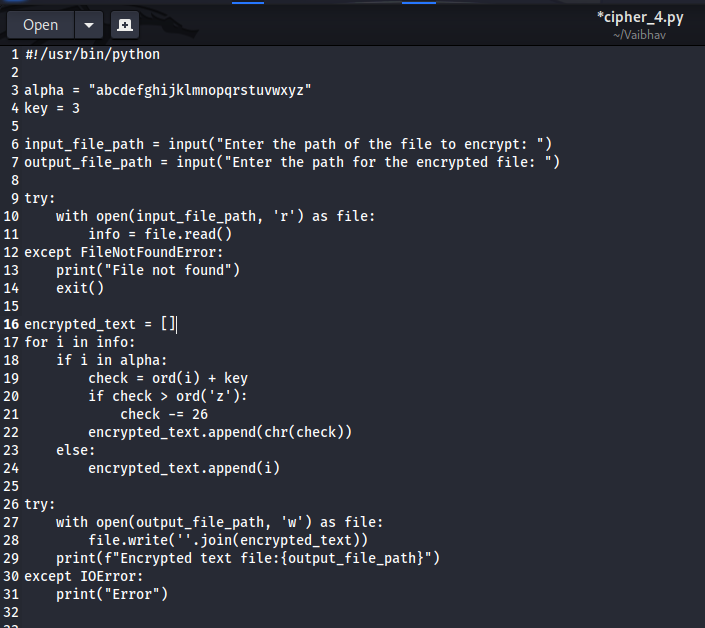 Open
*cipher_4.py
~/Vaibhav
1 #!/usr/bin/python
2
3 alpha = "abcdefghijklmnopqrstuvwxyz"
4 key = 3
5
6 input_file_path = input("Enter the path of the file to encrypt: ")
7 output_file_path = input("Enter the path for the encrypted file: ")
8
9 try:
10     with open(input_file_path, 'r') as file:
11         info = file.read()
12 except FileNotFoundError:
13     print("File not found")
14     exit()
15
16 encrypted_text = []
17 for i in info:
18     if i in alpha:
19         check = ord(i) + key
20         if check > ord('z'):
21             check -= 26
22         encrypted_text.append(chr(check))
23     else:
24         encrypted_text.append(i)
25
26 try:
27     with open(output_file_path, 'w') as file:
28         file.write(''.join(encrypted_text))
29     print(f"Encrypted text file:{output_file_path}")
30 except IOError:
31     print("Error")
32